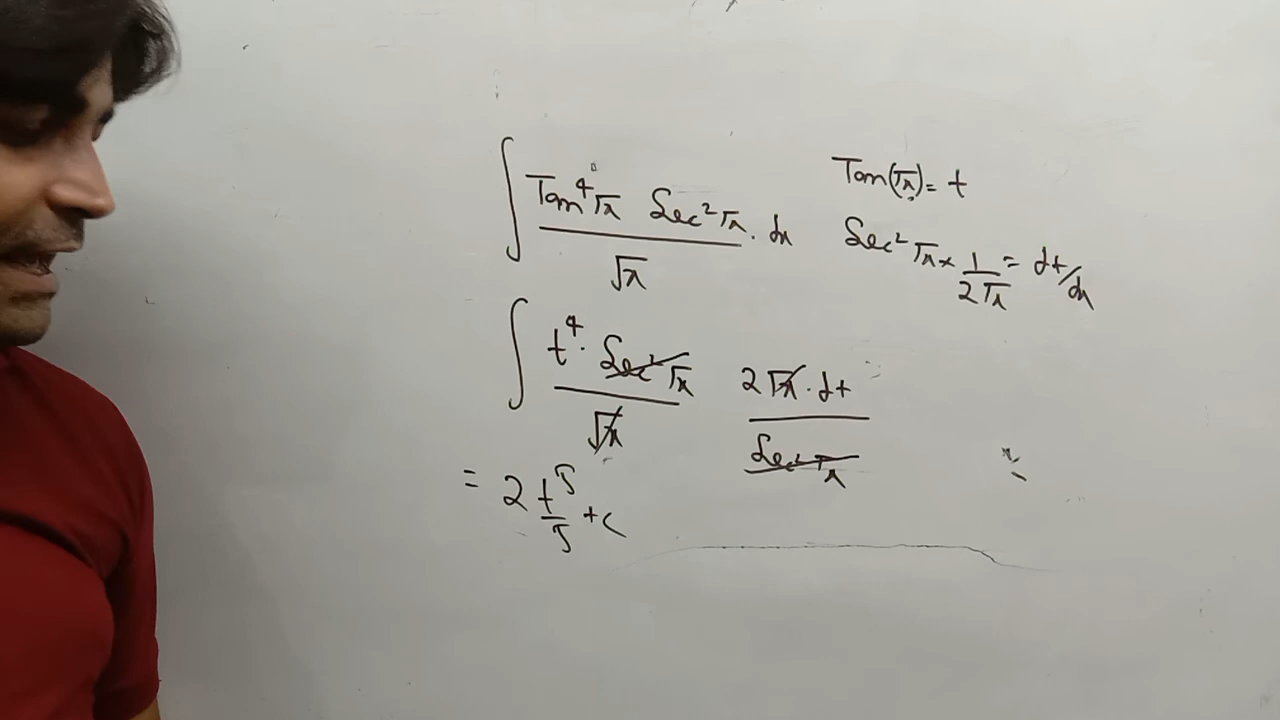 ∫ Tan⁴√x Sec²√x / √x . dx
Tan(√x) = t
Sec²√x × 1/2√x = dt/dx
∫ t⁴ . Sec²√x / √x 2√x . dt / Sec²√x
= 2 t⁵/5 + c